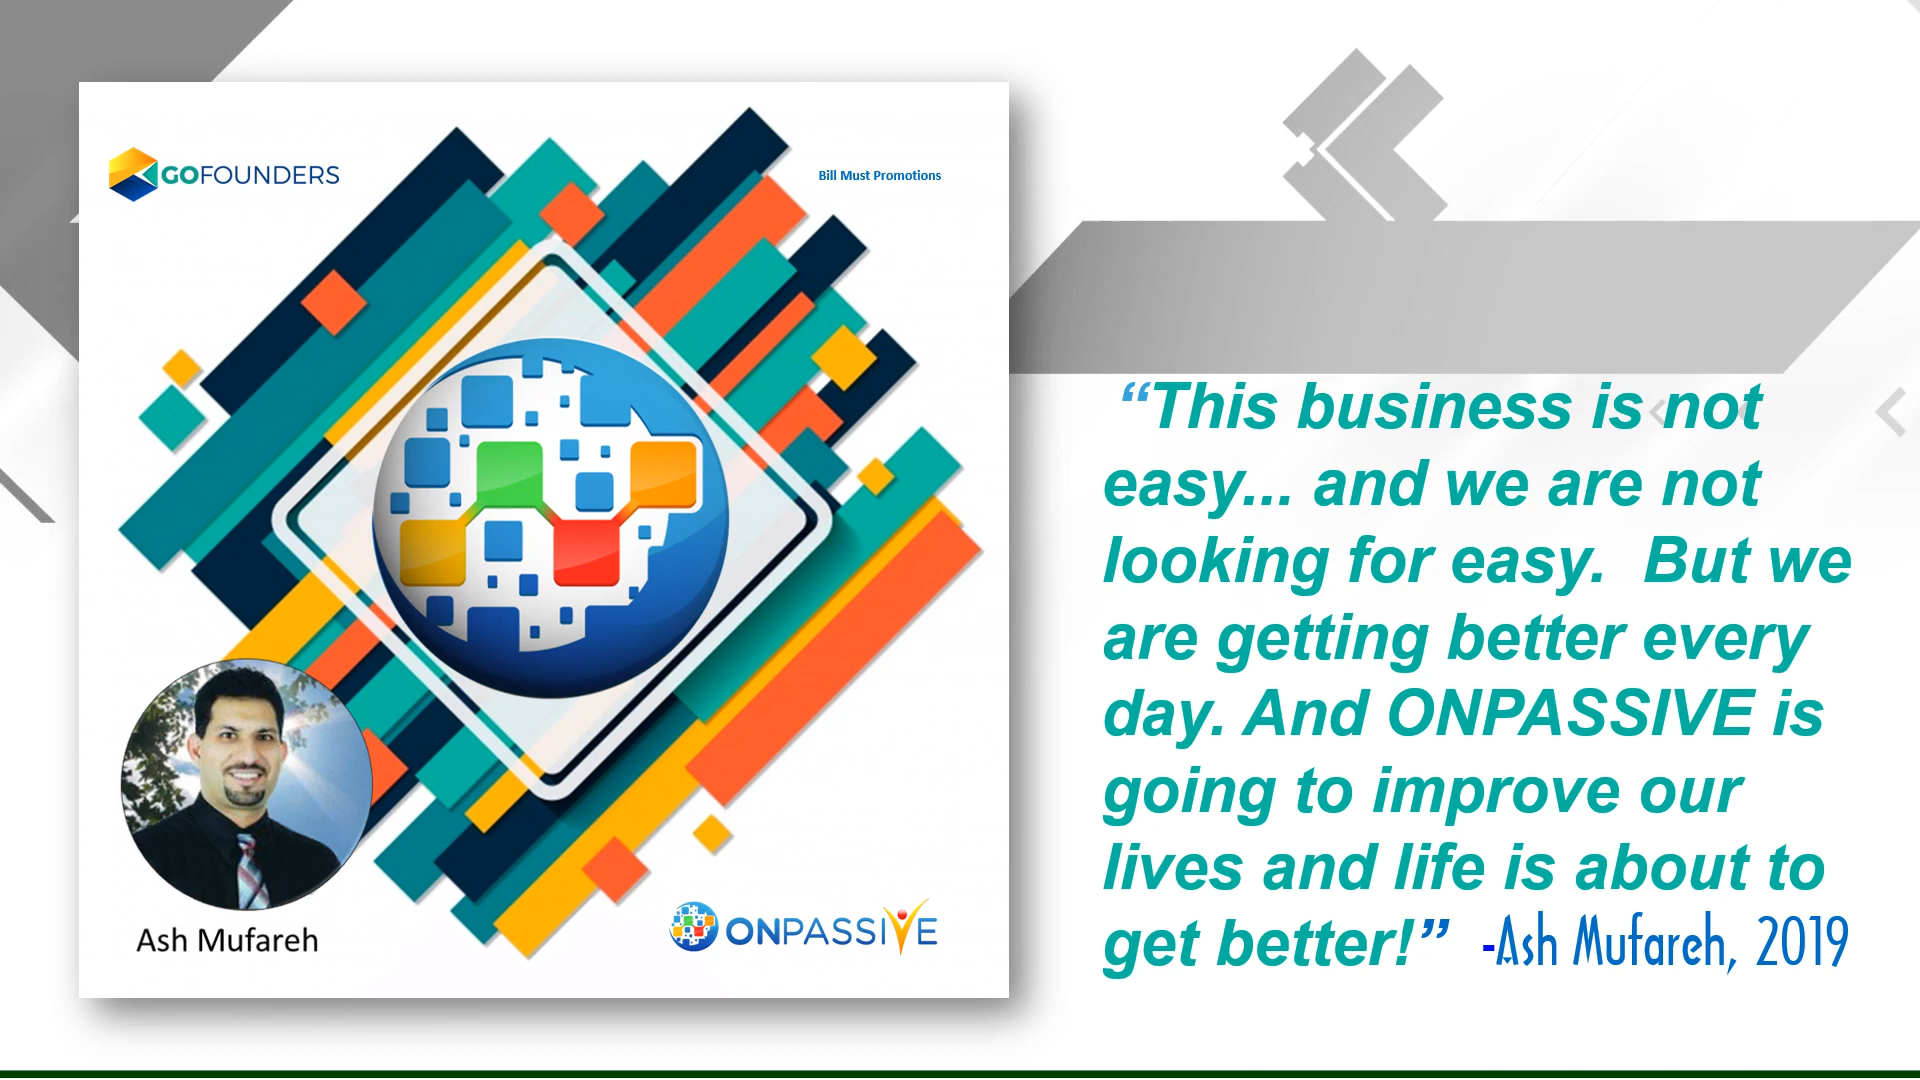 GOFOUNDERS
Bill Must Promotions
Ash Mufareh
ONPASSIVE
“This business is not
easy... and we are not
looking for easy.  But we
are getting better every
day. And ONPASSIVE is
going to improve our
lives and life is about to
get better!” -Ash Mufareh, 2019